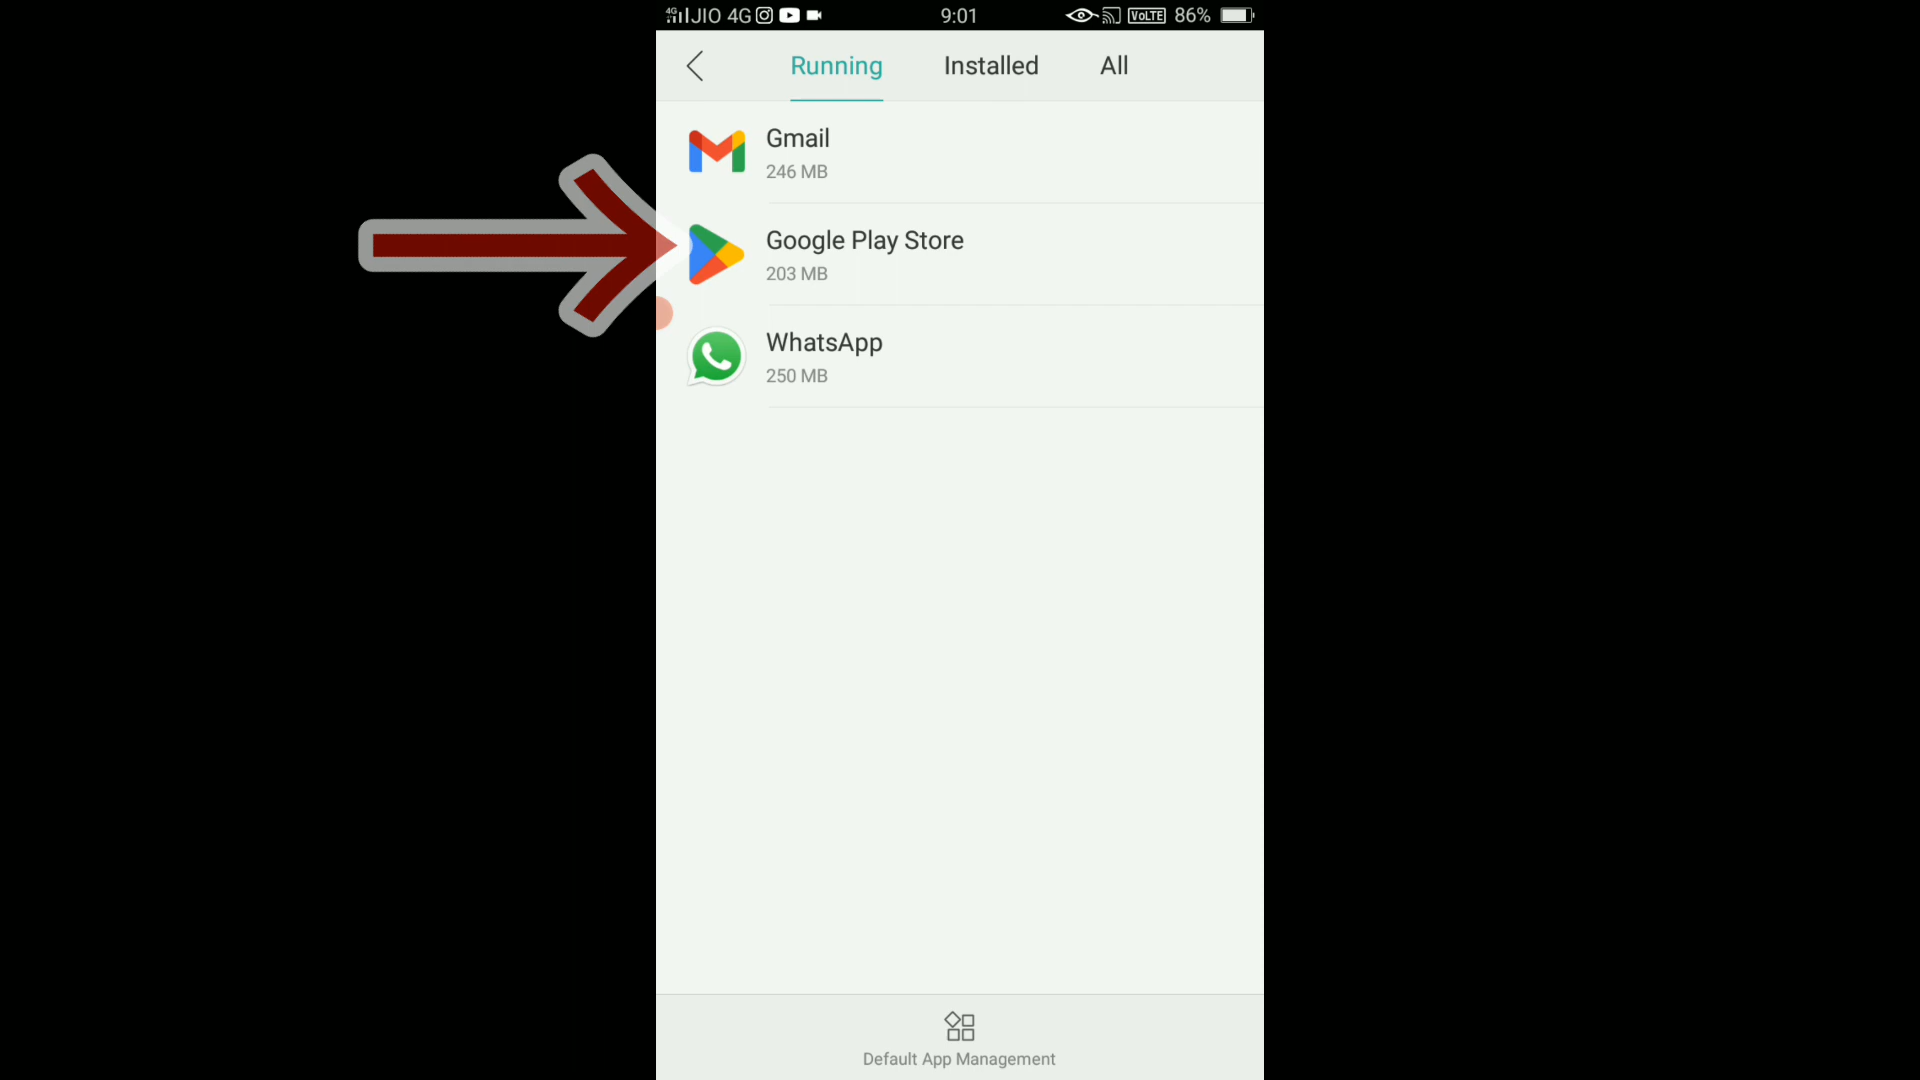 4G JIO 4G 9:01 VoLTE 86%
Running Installed All
Gmail
246 MB
Google Play Store
203 MB
WhatsApp
250 MB
Default App Management